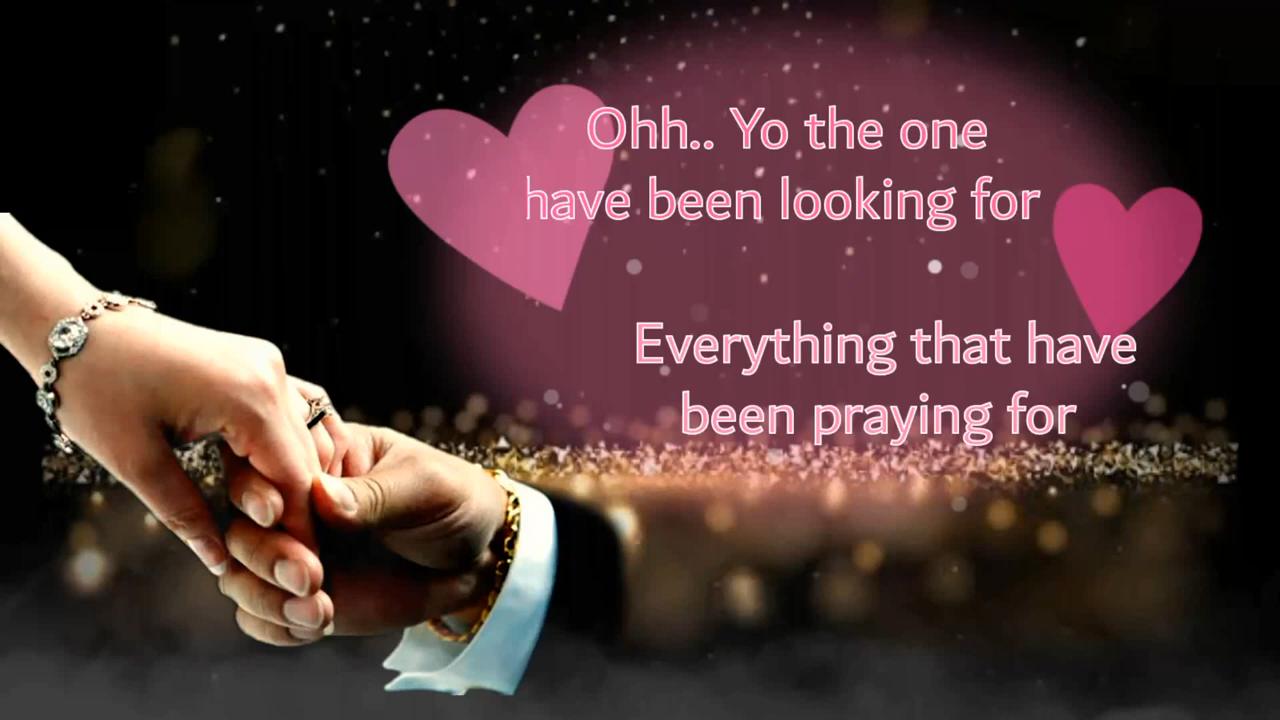 Ohh.. Yo the one
have been looking for
Everything that have
been praying for